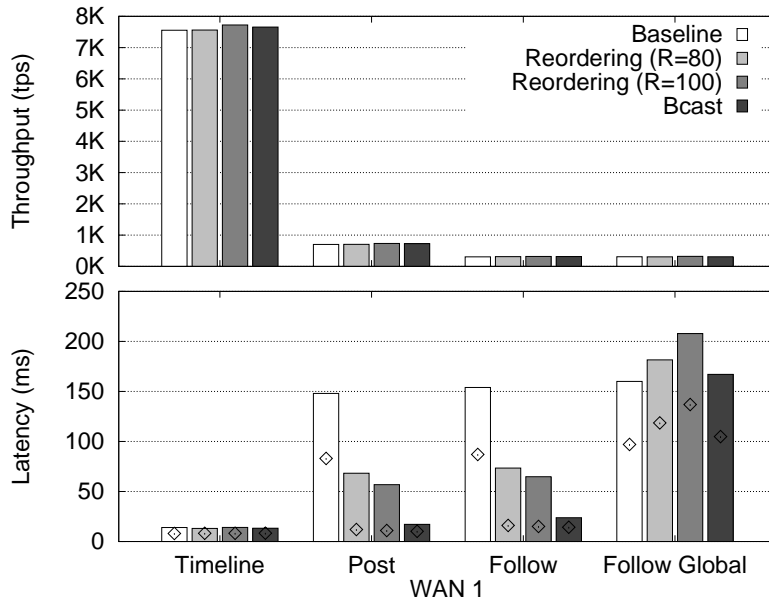 Throughput (tps)
8K
7K
6K
5K
4K
3K
2K
1K
0K
Baseline
Reordering (R=80)
Reordering (R=100)
Bcast
Latency (ms)
250
200
150
100
50
0
Timeline Post Follow Follow Global
WAN 1